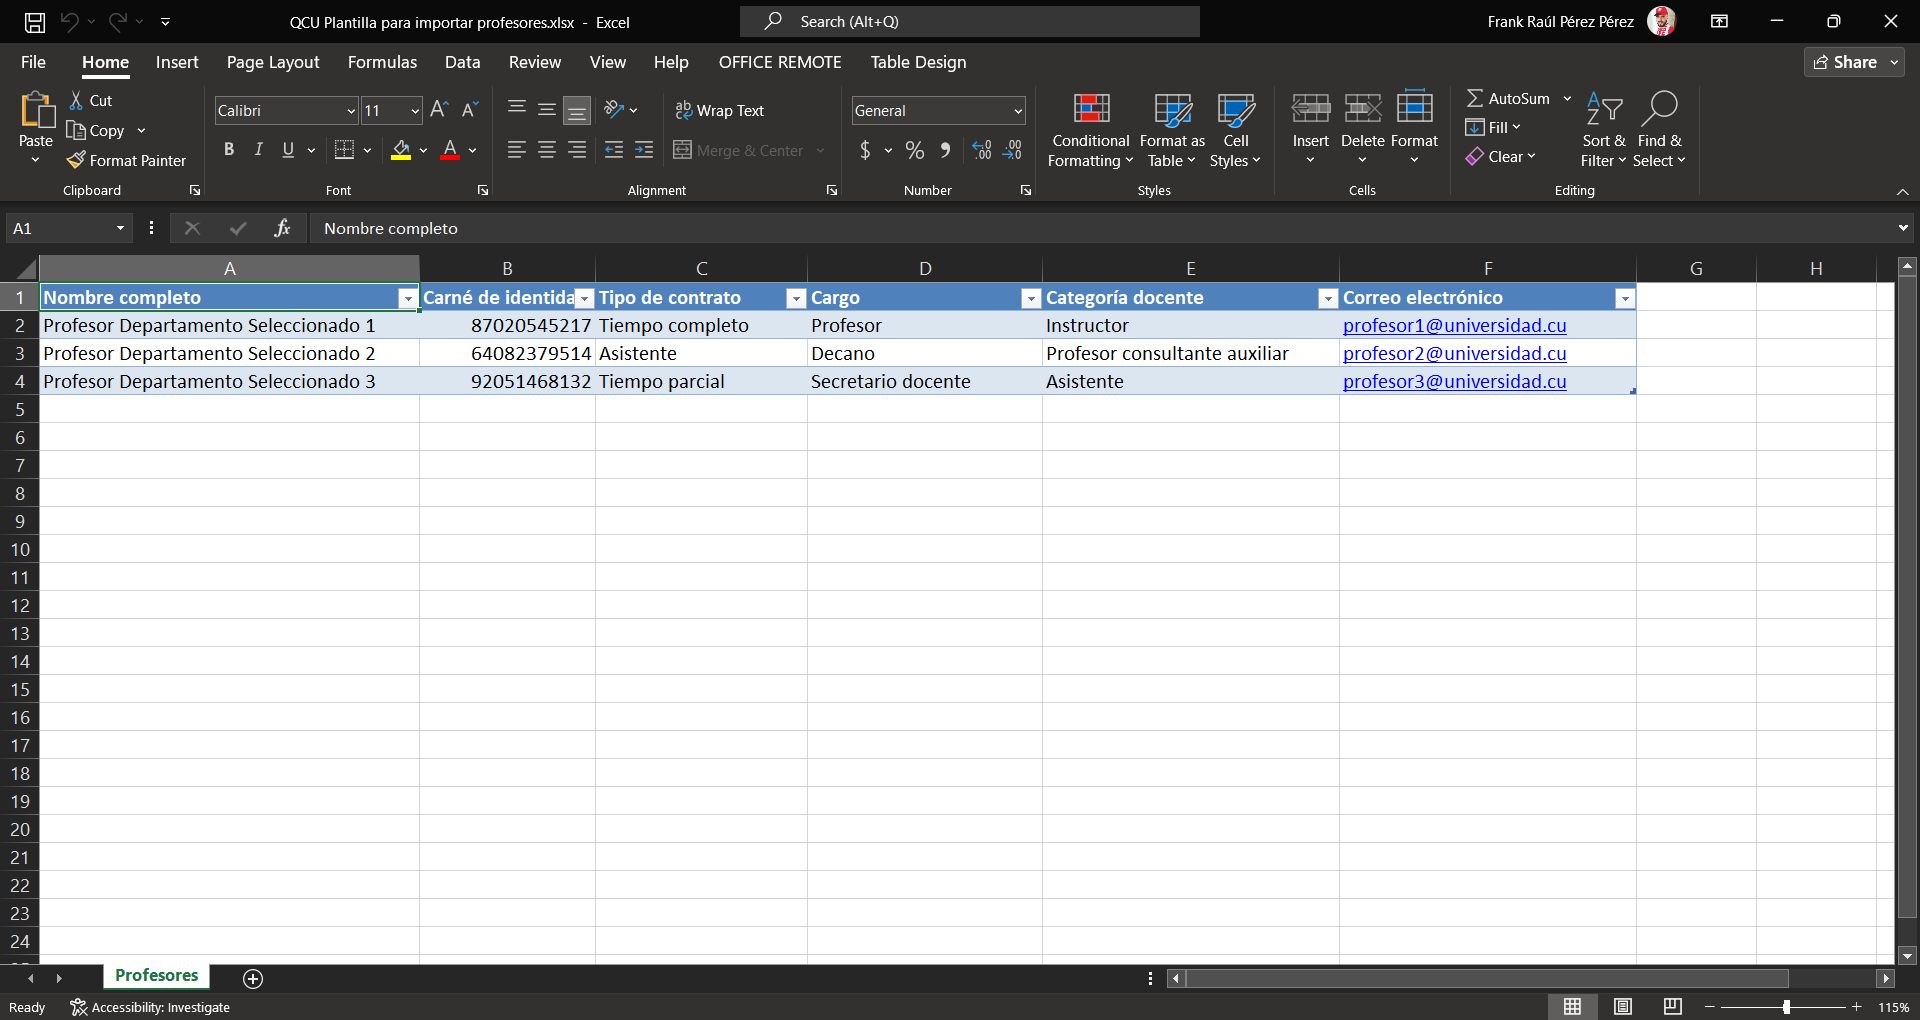 QCU Plantilla para importar profesores.xlsx - Excel
Search (Alt+Q)
Frank Raúl Pérez Pérez
File Home Insert Page Layout Formulas Data Review View Help OFFICE REMOTE Table Design
Share
Paste
Cut
Copy
Format Painter
Clipboard
Calibri 11
B I U
Font
ab Wrap Text
Merge & Center
Alignment
General
$ % 9 .00 .00
Number
Conditional Formatting
Format as Table
Cell Styles
Styles
Insert
Delete
Format
Cells
AutoSum
Fill
Clear
Sort & Filter
Find & Select
Editing
A1
fx
Nombre completo
A B C D E F G H
1 Nombre completo Carné de identida Tipo de contrato Cargo Categoría docente Correo electrónico
2 Profesor Departamento Seleccionado 1 87020545217 Tiempo completo Profesor Instructor profesor1@universidad.cu
3 Profesor Departamento Seleccionado 2 64082379514 Asistente Decano Profesor consultante auxiliar profesor2@universidad.cu
4 Profesor Departamento Seleccionado 3 92051468132 Tiempo parcial Secretario docente Asistente profesor3@universidad.cu
5
6
7
8
9
10
11
12
13
14
15
16
17
18
19
20
21
22
23
24
Profesores
Ready
Accessibility: Investigate
115%